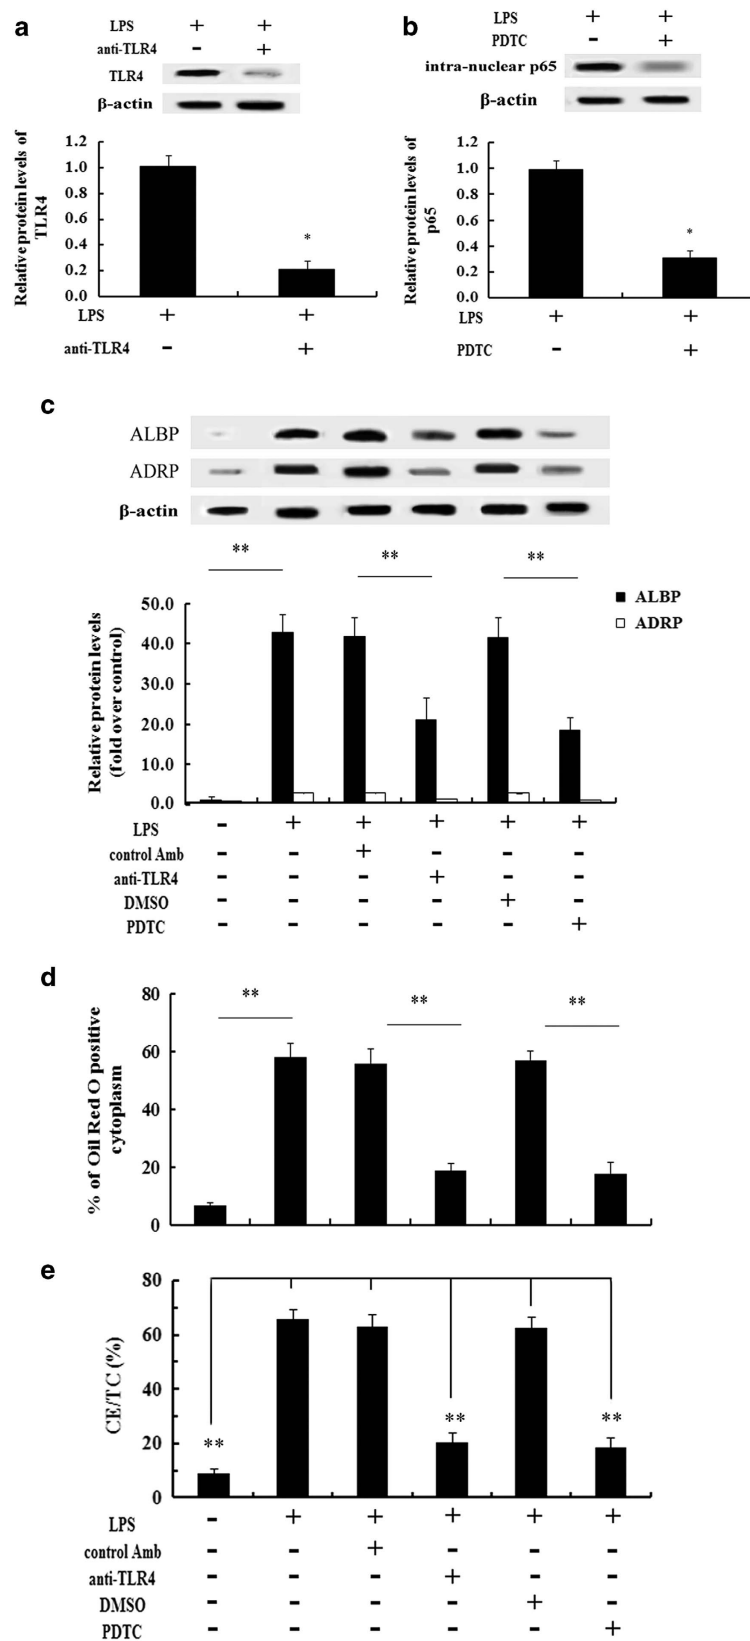 a
LPS + +
anti-TLR4 - +
TLR4
β-actin
Relative protein levels of
TLR4
1.2
1.0
0.8
0.6
0.4
0.2
0.0
*
LPS + +
anti-TLR4 - +
b
LPS + +
PDTC - +
intra-nuclear p65
β-actin
Relative protein levels of
p65
1.2
1.0
0.8
0.6
0.4
0.2
0.0
*
LPS + +
PDTC - +
c
ALBP
ADRP
β-actin
** ** **
Relative protein levels
(fold over control)
50.0
40.0
30.0
20.0
10.0
0.0
ALBP
ADRP
LPS - + + + + +
control Amb - - + - - -
anti-TLR4 - - - + - -
DMSO - - - - + -
PDTC - - - - - +
d
% of Oil Red O positive
cytoplasm
80
60
40
20
0
** ** **
e
CE/TC (%)
80
60
40
20
0
** ** **
LPS - + + + + +
control Amb - - + - - -
anti-TLR4 - - - + - -
DMSO - - - - + -
PDTC - - - - - +